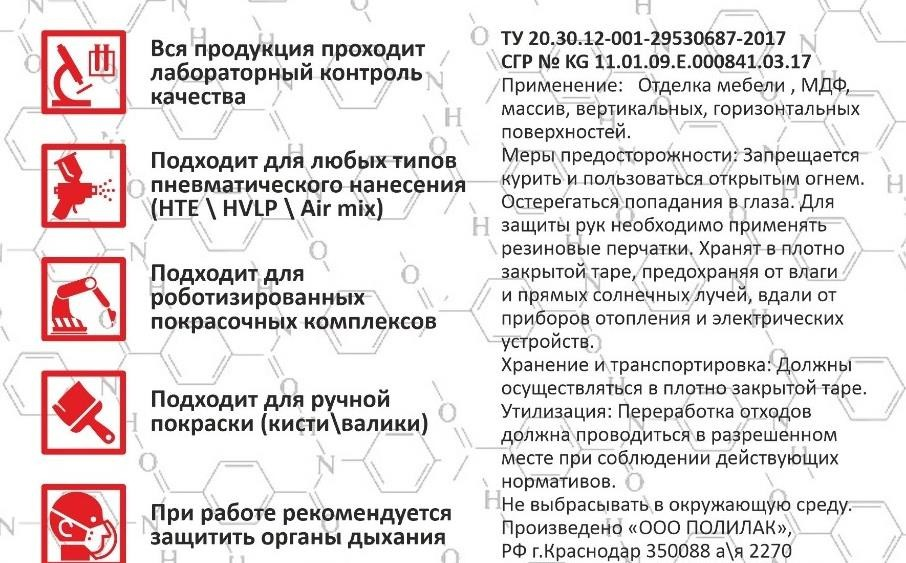 Вся продукция проходит
лабораторный контроль
качества
Подходит для любых типов
пневматического нанесения
(HTE \ HVLP \ Air mix)
Подходит для
роботизированных
покрасочных комплексов
Подходит для ручной
покраски (кисти\валики)
При работе рекомендуется
защитить органы дыхания
ТУ 20.30.12-001-29530687-2017
СГР № KG 11.01.09.Е.000841.03.17
Применение: Отделка мебели , МДФ,
массив, вертикальных, горизонтальных
поверхностей.
Меры предосторожности: Запрещается
курить и пользоваться открытым огнем.
Остерегаться попадания в глаза. Для
защиты рук необходимо применять
резиновые перчатки. Хранят в плотно
закрытой таре, предохраняя от влаги
и прямых солнечных лучей, вдали от
приборов отопления и электрических
устройств.
Хранение и транспортировка: Должны
осуществляться в плотно закрытой таре.
Утилизация: Переработка отходов
должна проводиться в разрешенном
месте при соблюдении действующих
нормативов.
Не выбрасывать в окружающую среду.
Произведено «ООО ПОЛИЛАК»,
РФ г.Краснодар 350088 а\я 2270